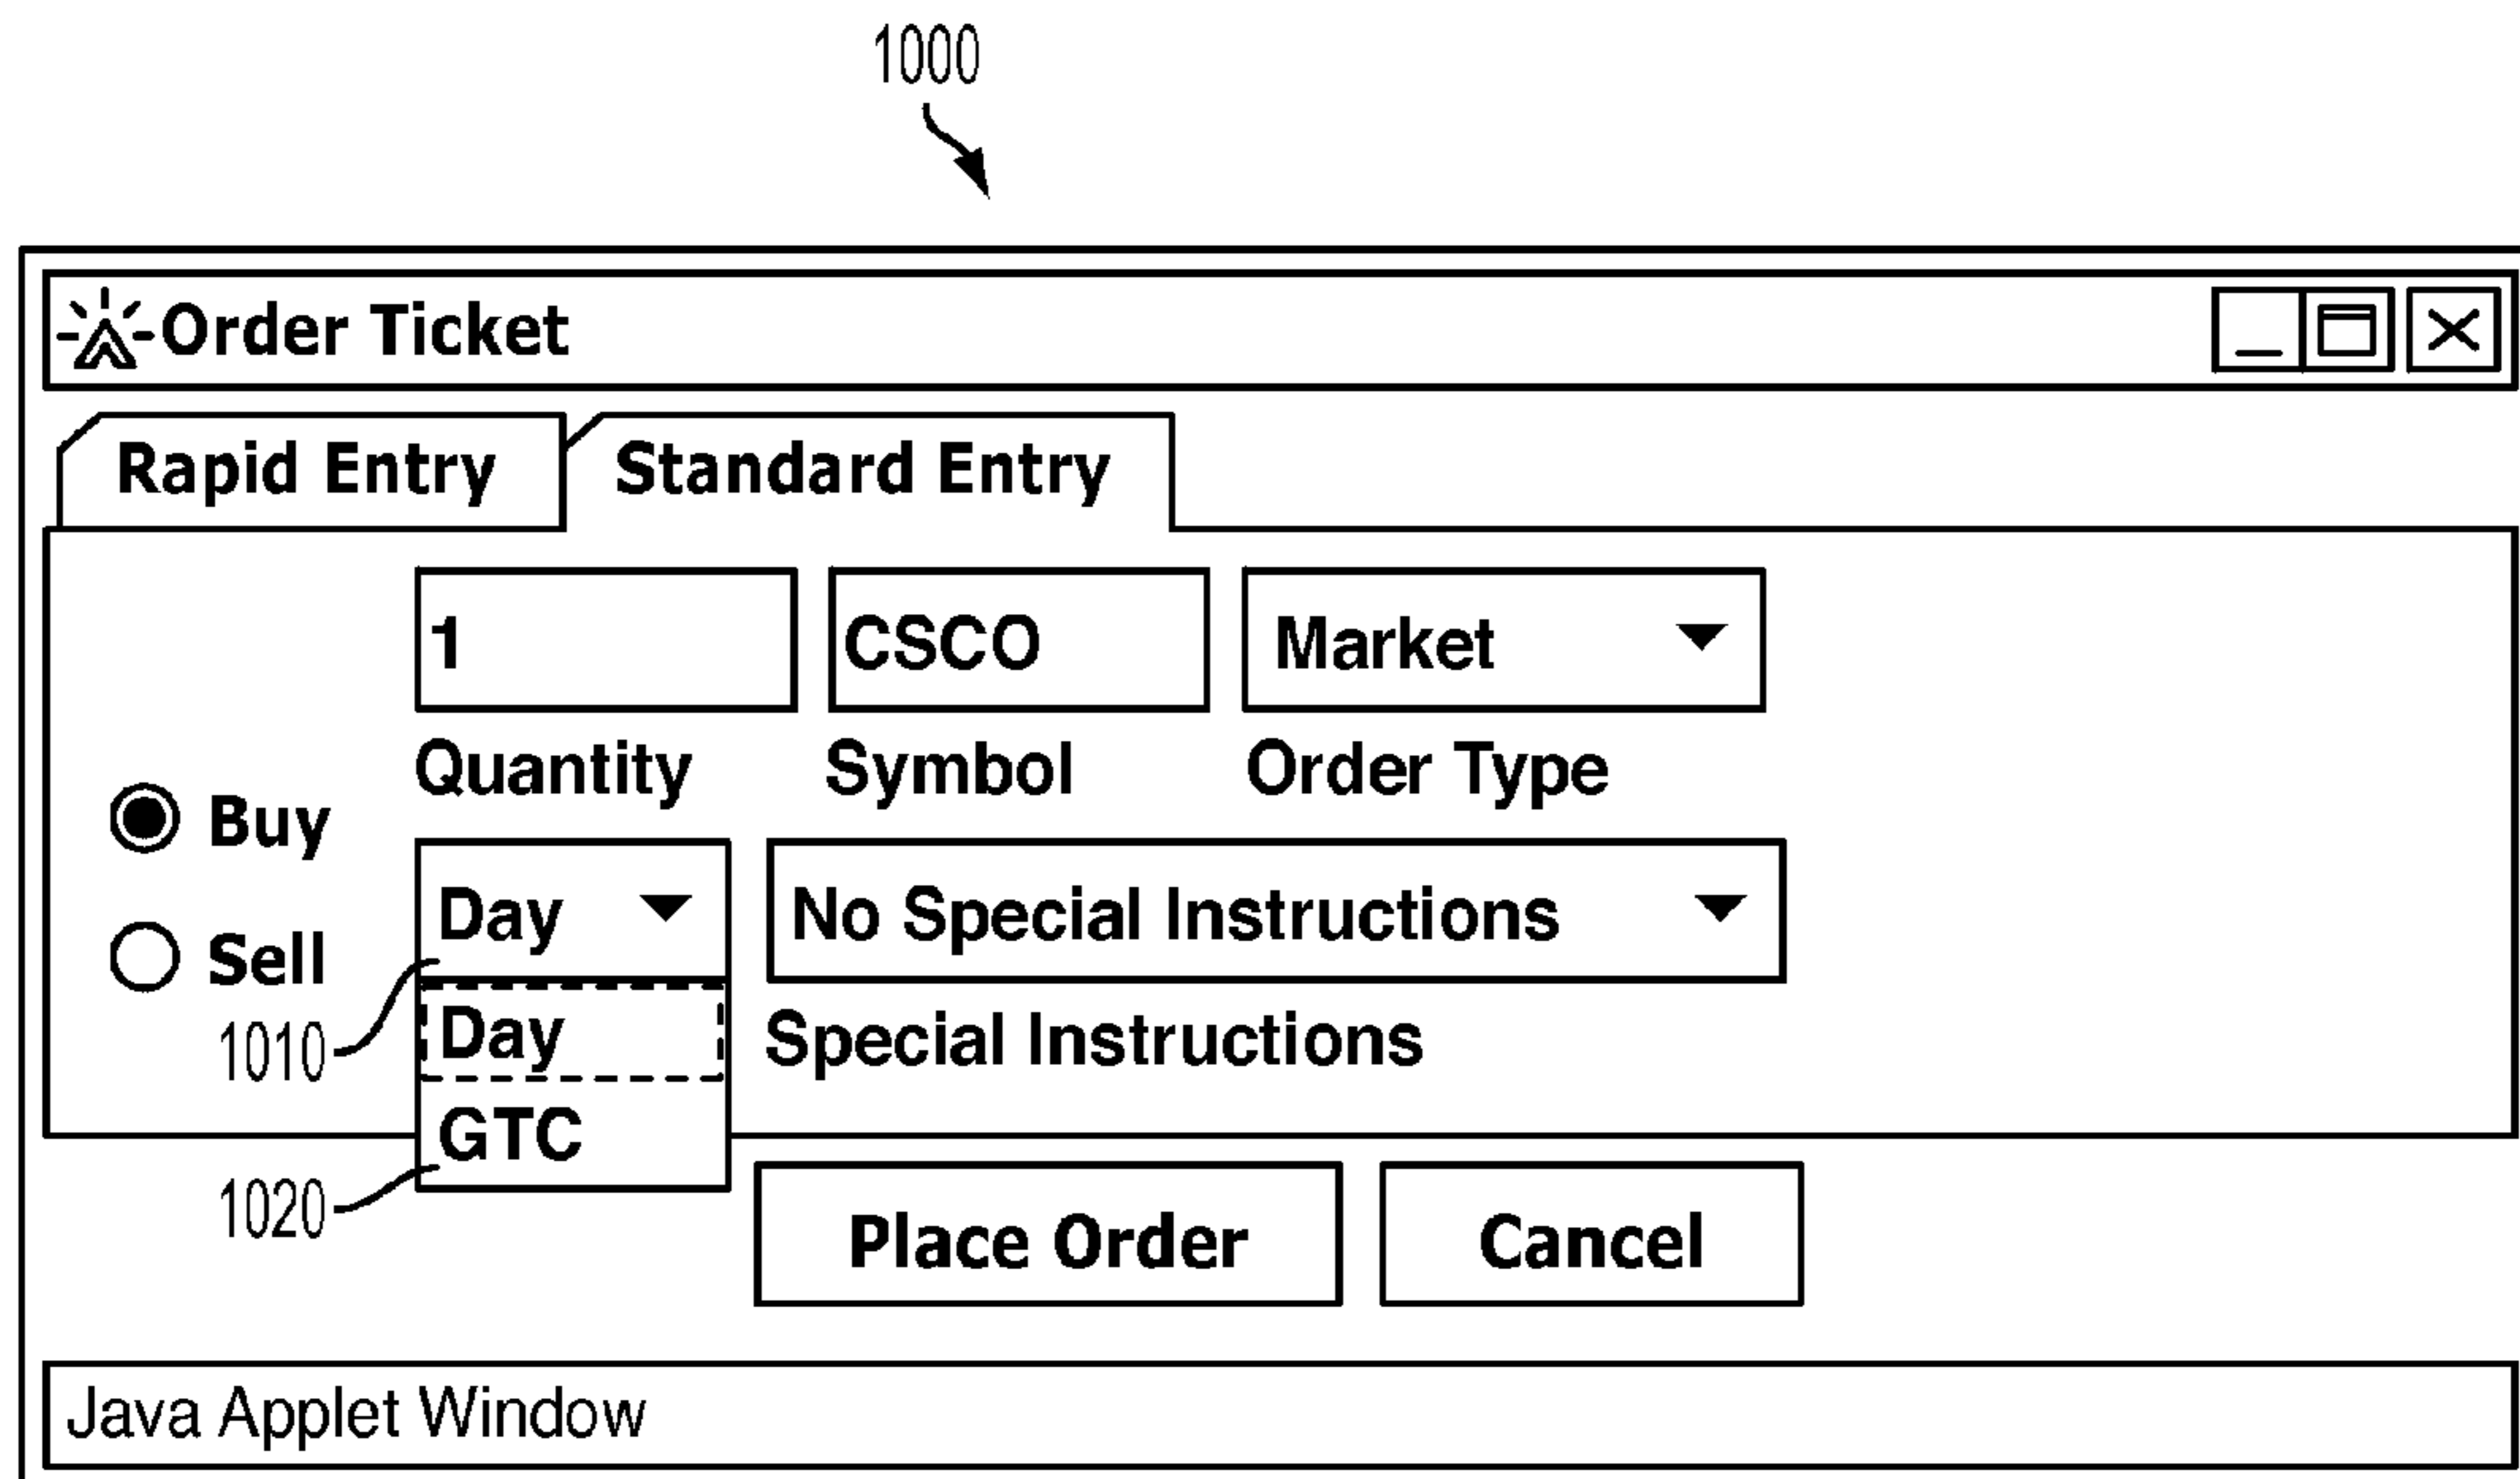 1000
Order Ticket
Rapid Entry Standard Entry
1 CSCO Market
Quantity Symbol Order Type
Buy
Day No Special Instructions
Sell
1010 Day Special Instructions
GTC
1020
Place Order Cancel
Java Applet Window